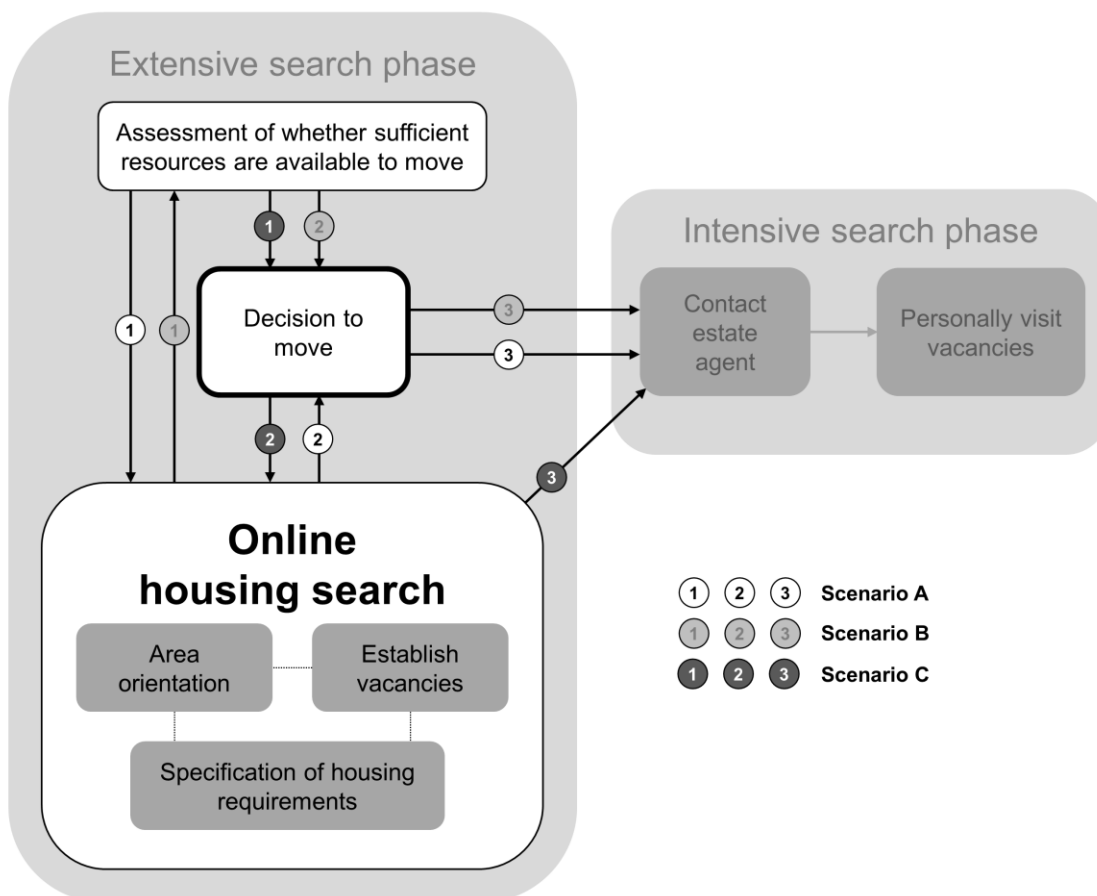 Extensive search phase
Assessment of whether sufficient
resources are available to move
1
2
Intensive search phase
Decision to
move
3
Contact
estate
agent
Personally visit
vacancies
1
1
3
2
2
3
Online
housing search
Area
orientation
Establish
vacancies
Specification of housing
requirements
1 2 3 Scenario A
1 2 3 Scenario B
1 2 3 Scenario C